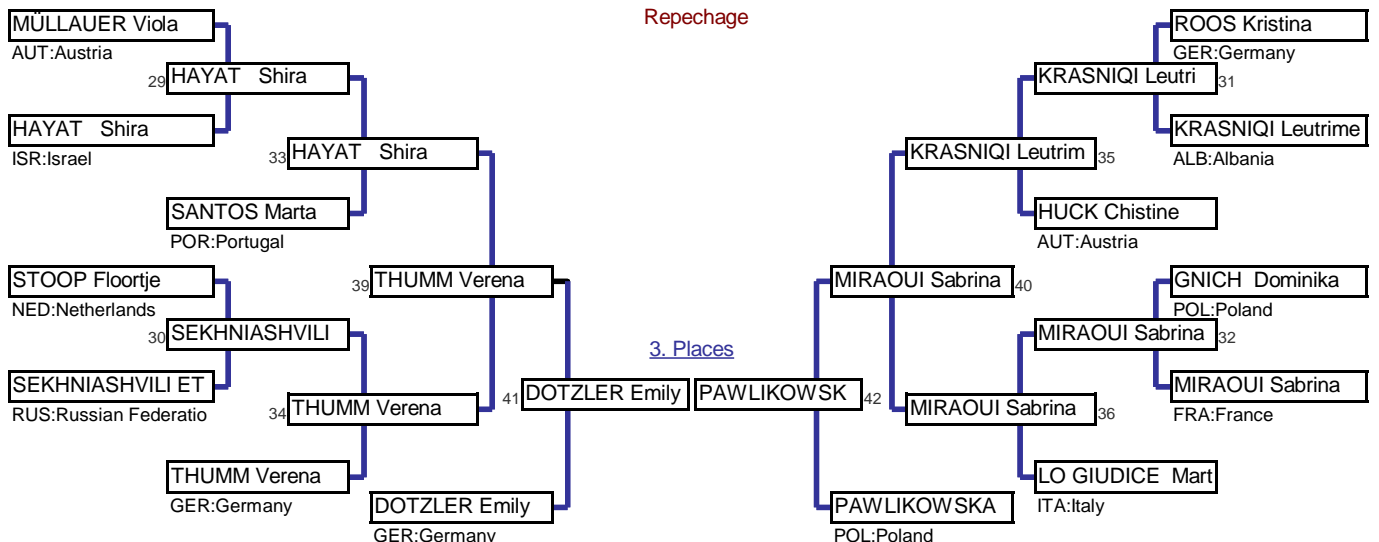 Repechage
MÜLLAUER Viola
AUT:Austria
29
HAYAT Shira
HAYAT Shira
ISR:Israel
33
HAYAT Shira
SANTOS Marta
POR:Portugal
39
THUMM Verena
STOOP Floortje
NED:Netherlands
30
SEKHNIASHVILI
SEKHNIASHVILI ET
RUS:Russian Federatio
34
THUMM Verena
THUMM Verena
GER:Germany
3. Places
41
DOTZLER Emily
DOTZLER Emily
GER:Germany
ROOS Kristina
GER:Germany
KRASNIQI Leutri
31
KRASNIQI Leutrime
ALB:Albania
KRASNIQI Leutrim
35
HUCK Chistine
AUT:Austria
MIRAOUI Sabrina
40
GNICH Dominika
POL:Poland
MIRAOUI Sabrina
32
MIRAOUI Sabrina
FRA:France
MIRAOUI Sabrina
36
LO GIUDICE Mart
ITA:Italy
PAWLIKOWSK
42
PAWLIKOWSKA
POL:Poland